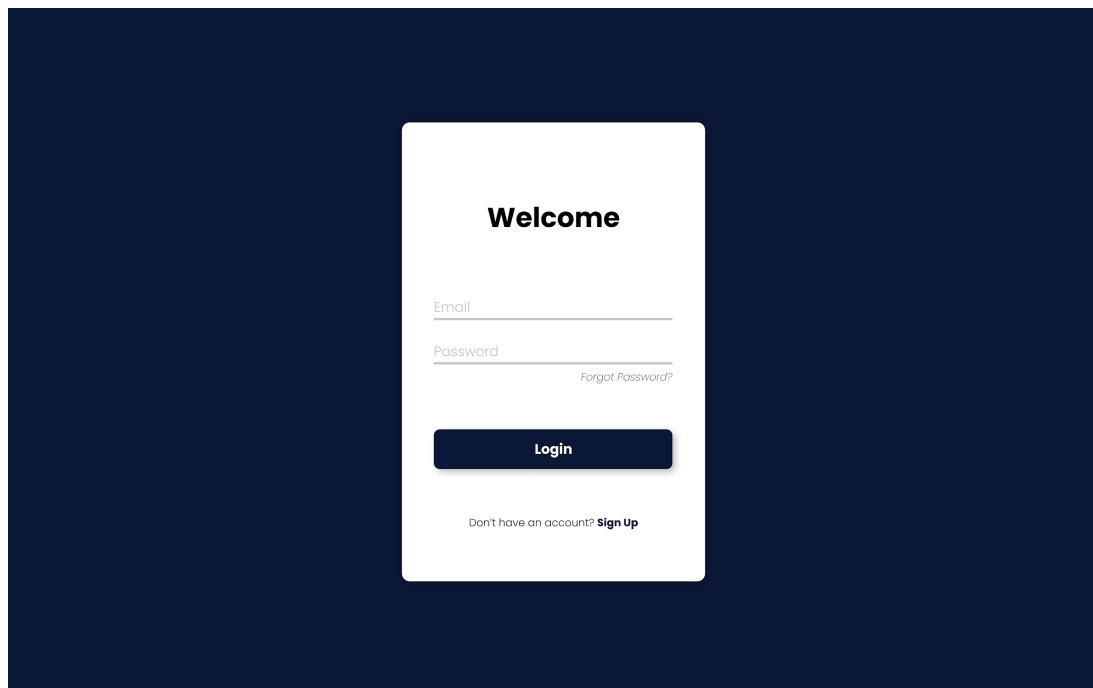 Welcome
Email
Password
Forgot Password?
Login
Don’t have an account? Sign Up